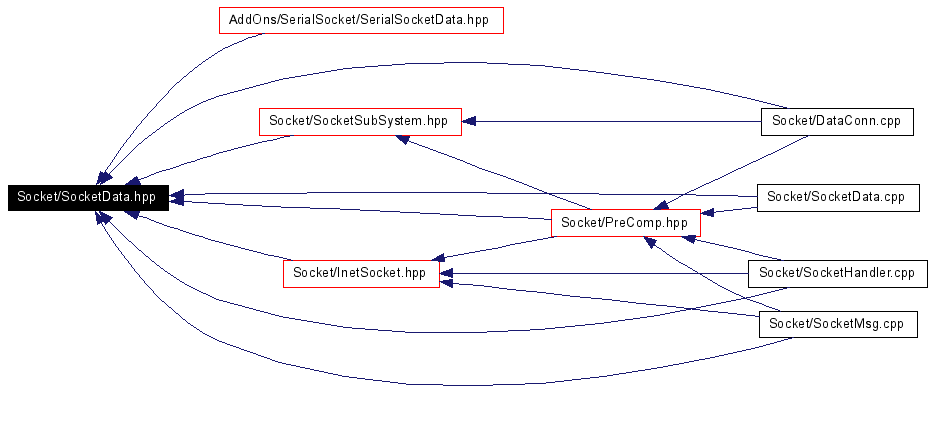 AddOns/SerialSocket/SerialSocketData.hpp
Socket/SocketSubSystem.hpp
Socket/DataConn.cpp
Socket/SocketData.hpp
Socket/SocketData.cpp
Socket/PreComp.hpp
Socket/InetSocket.hpp
Socket/SocketHandler.cpp
Socket/SocketMsg.cpp